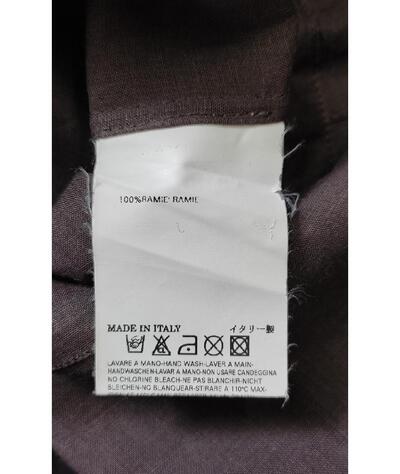 100%RAMIE' RAMIE
MADE IN ITALY イタリー製
LAVARE A MANO-HAND WASH-LAVER A MAIN-
HANDWASCHEN-LAVAR A MANO NON USARE CANDEGGINA
NO CHLORINE BLEACH-NE PAS BLANCHIR-NICHT
BLEICHEN-NO BLANQUEAR-STIRARE A 110°C MAX-